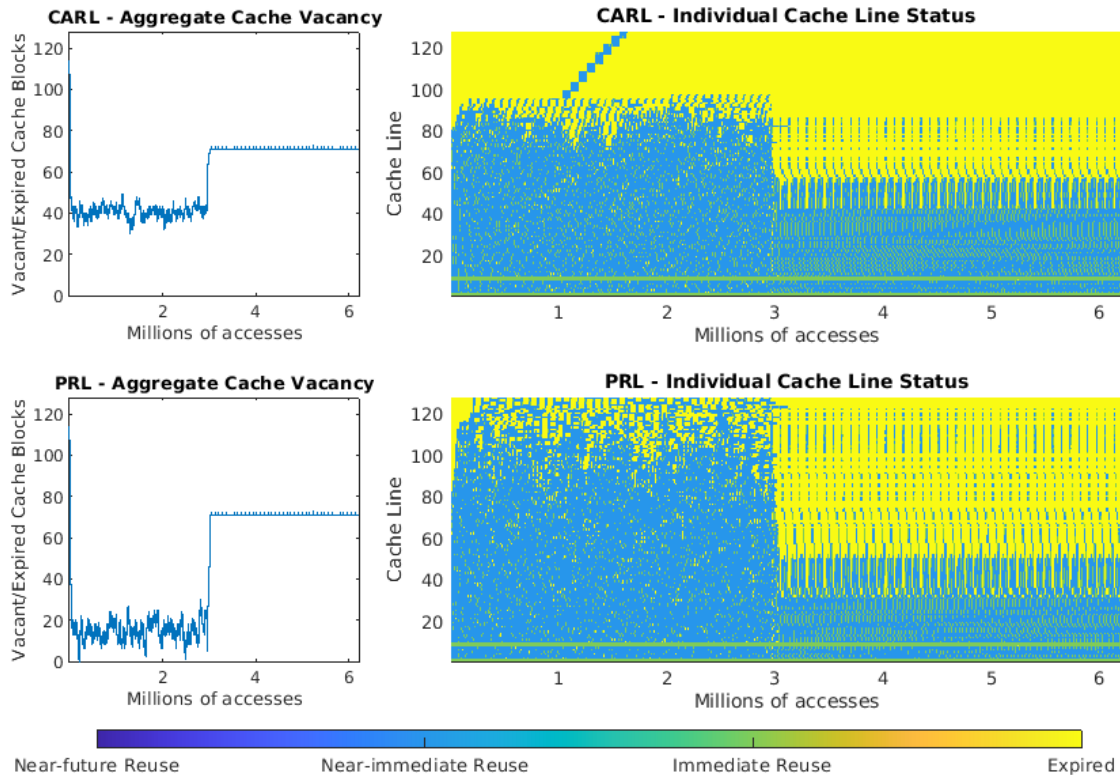 CARL - Aggregate Cache Vacancy
Vacant/Expired Cache Blocks
120
100
80
60
40
20
0
2 4 6
Millions of accesses
CARL - Individual Cache Line Status
Cache Line
120
100
80
60
40
20
1 2 3 4 5 6
Millions of accesses
PRL - Aggregate Cache Vacancy
Vacant/Expired Cache Blocks
120
100
80
60
40
20
0
2 4 6
Millions of accesses
PRL - Individual Cache Line Status
Cache Line
120
100
80
60
40
20
1 2 3 4 5 6
Millions of accesses
Near-future Reuse Near-immediate Reuse Immediate Reuse Expired